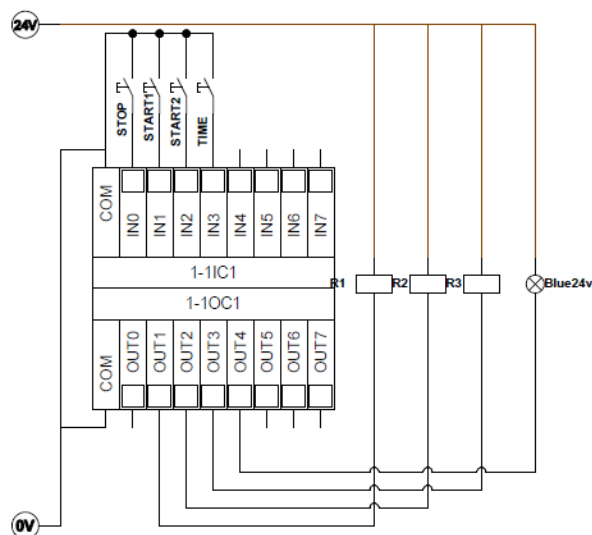 24V
STOP
START1
START2
TIME
COM
IN0
IN1
IN2
IN3
IN4
IN5
IN6
IN7
1-1IC1
R1
R2
R3
Blue24v
1-1OC1
COM
OUT0
OUT1
OUT2
OUT3
OUT4
OUT5
OUT6
OUT7
0V